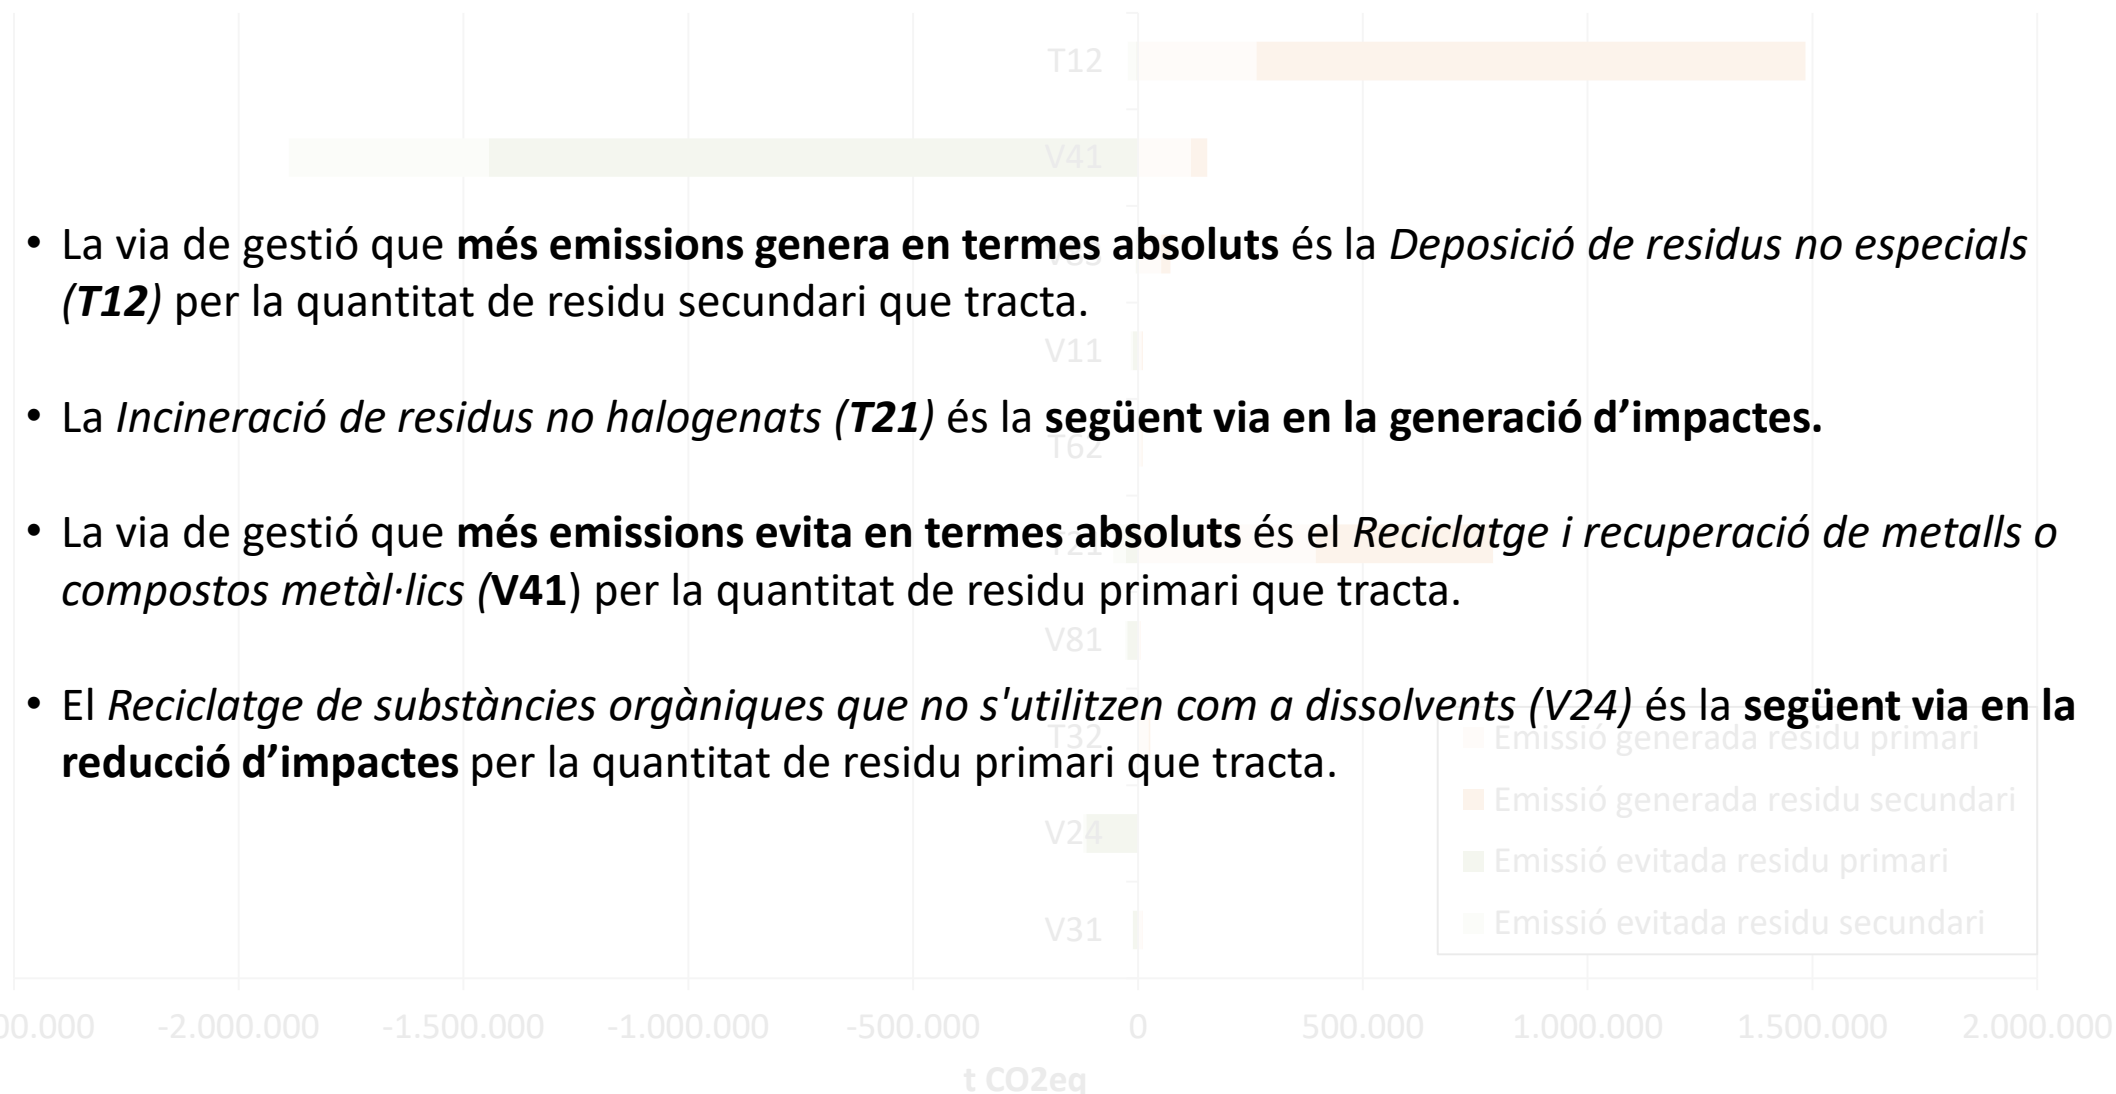 T12
V41
• La via de gestió que més emissions genera en termes absoluts és la Deposició de residus no especials
(T12) per la quantitat de residu secundari que tracta.
V11
• La Incineració de residus no halogenats (T21) és la següent via en la generació d’impactes.
T62
• La via de gestió que més emissions evita en termes absoluts és el Reciclatge i recuperació de metalls o
T21
compostos metàl·lics (V41) per la quantitat de residu primari que tracta.
V81
• El Reciclatge de substàncies orgàniques que no s'utilitzen com a dissolvents (V24) és la següent via en la
reducció d’impactes per la quantitat de residu primari que tracta.
T32
V24
V31
Emissió generada residu primari
Emissió generada residu secundari
Emissió evitada residu primari
Emissió evitada residu secundari
00.000 -2.000.000 -1.500.000 -1.000.000 -500.000 0 500.000 1.000.000 1.500.000 2.000.000
t CO2eq